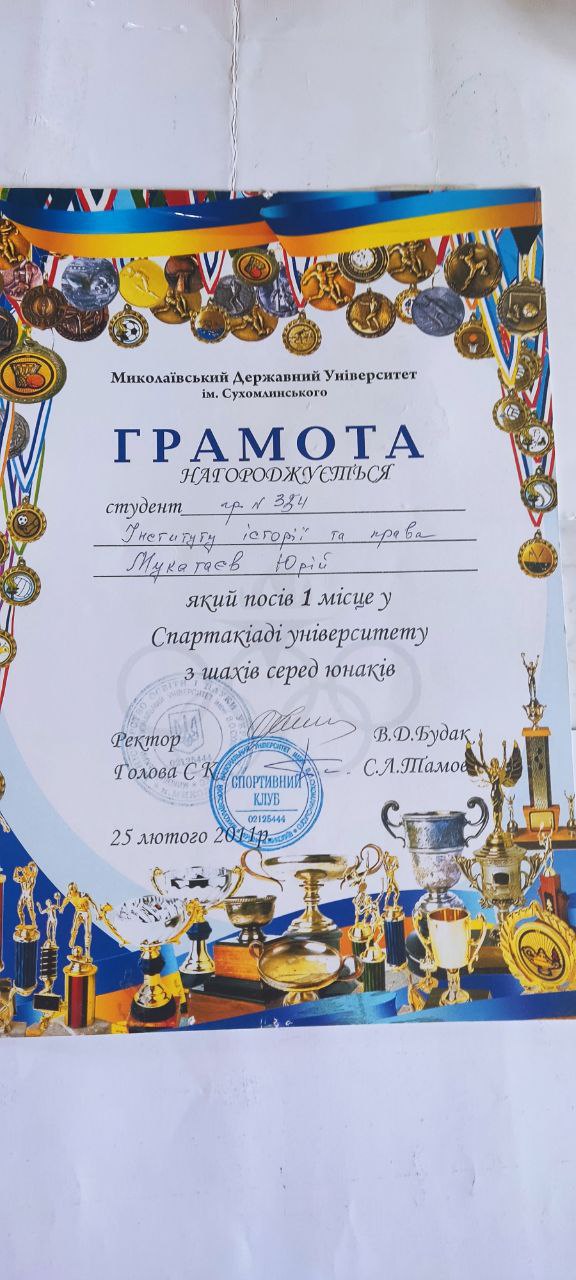 Миколаївський Державний Університет
ім. Сухомлинського
ГРАМОТА
НАГОРОДЖУЄТЬСЯ
студент гр. N 324
Інституту історії та права
Мукатаєв Юрій
який посів 1 місце у
Спартакіаді університету
з шахів серед юнаків
Ректор В.Д.Будак
Голова С К С.Л.Тамов
СПОРТИВНИЙ
КЛУБ
02125444
25 лютого 2011р.